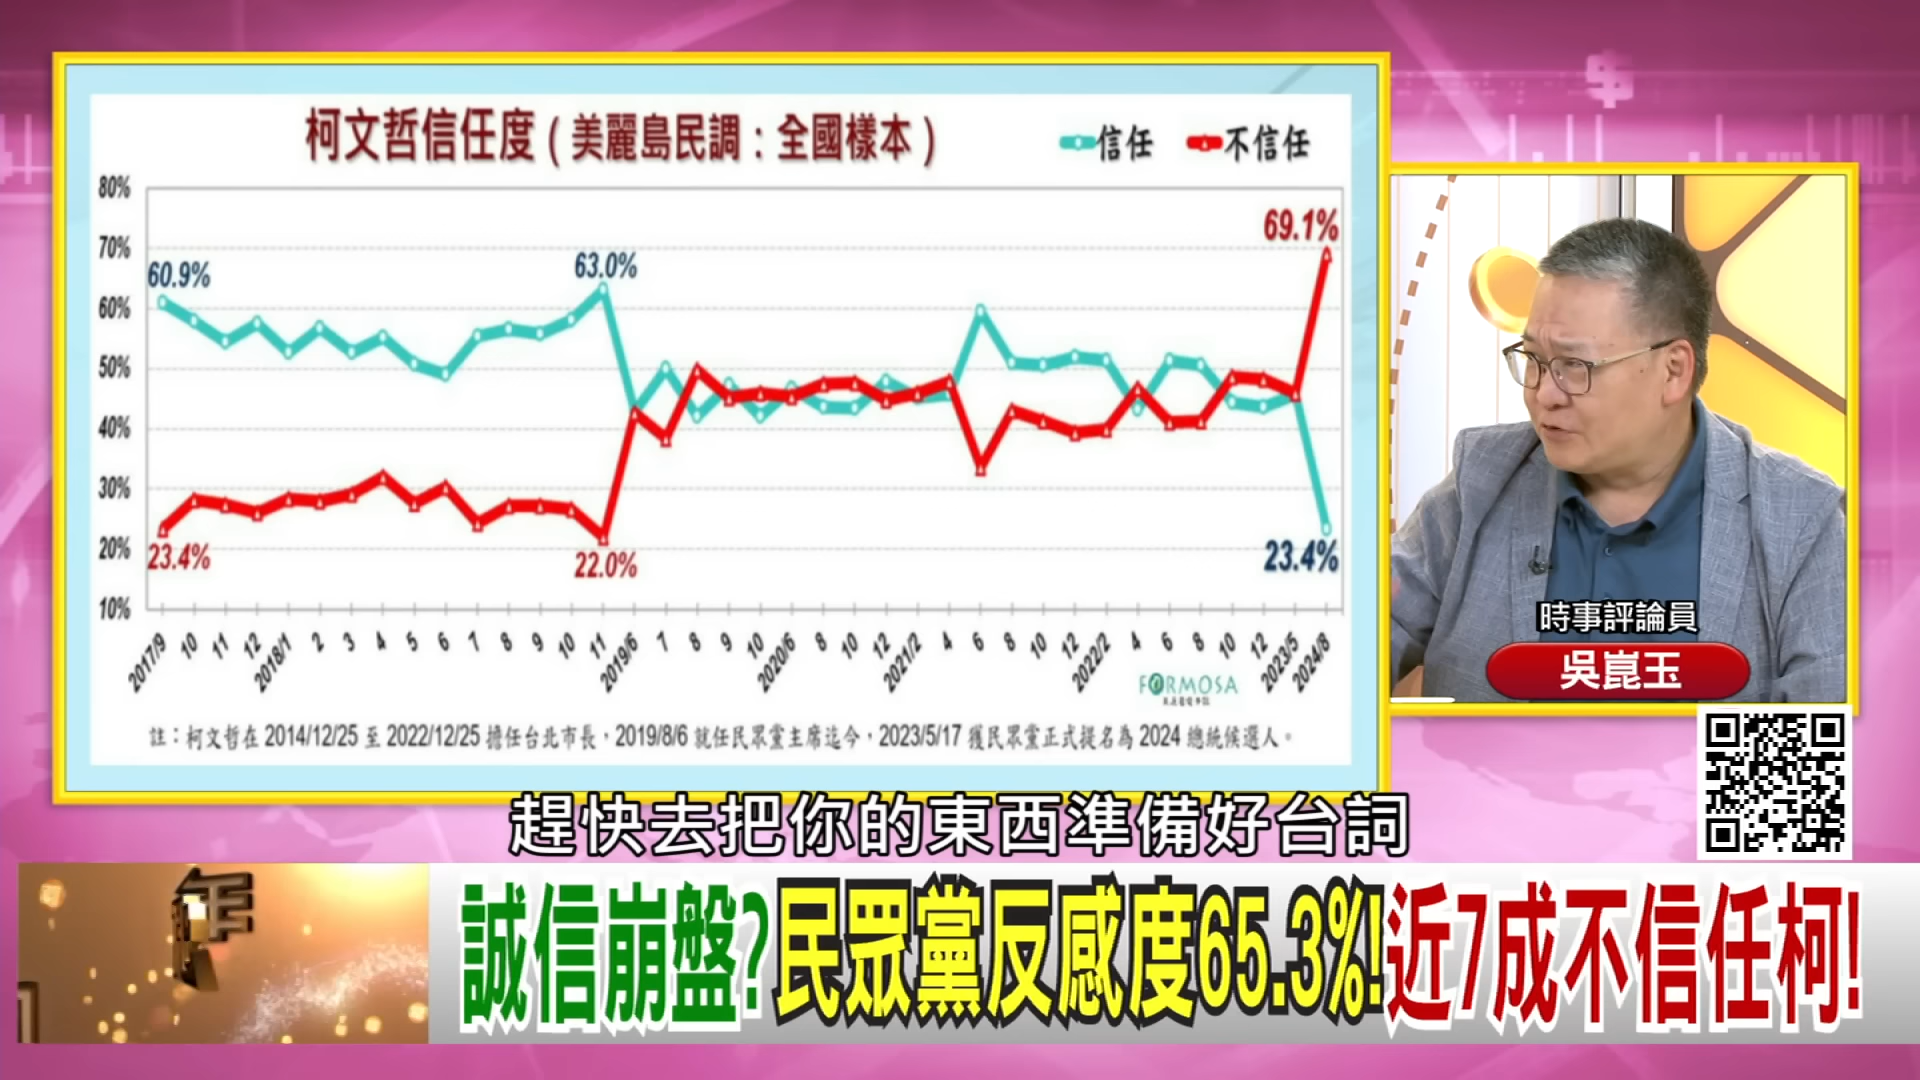 柯文哲信任度(美麗島民調:全國樣本)
信任 不信任
80%
70%
60%
50%
40%
30%
20%
10%
60.9%
63.0%
69.1%
23.4%
22.0%
23.4%
2017/9 10 11 12 2018/1 2 3 4 5 6 7 8 9 10 11 2019/6 7 8 9 10 2020/6 8 10 12 2021/2 4 6 8 10 12 2022/2 4 6 8 10 12 2023/5 2024/8
FORMOSA
註:柯文哲在 2014/12/25 至 2022/12/25 擔任台北市長,2019/8/6 就任民眾黨主席迄今,2023/5/17 獲民眾黨正式提名為 2024 總統候選人。
時事評論員
吳崑玉
趕快去把你的東西準備好台詞
年
誠信崩盤?民眾黨反感度65.3%!近7成不信任柯!